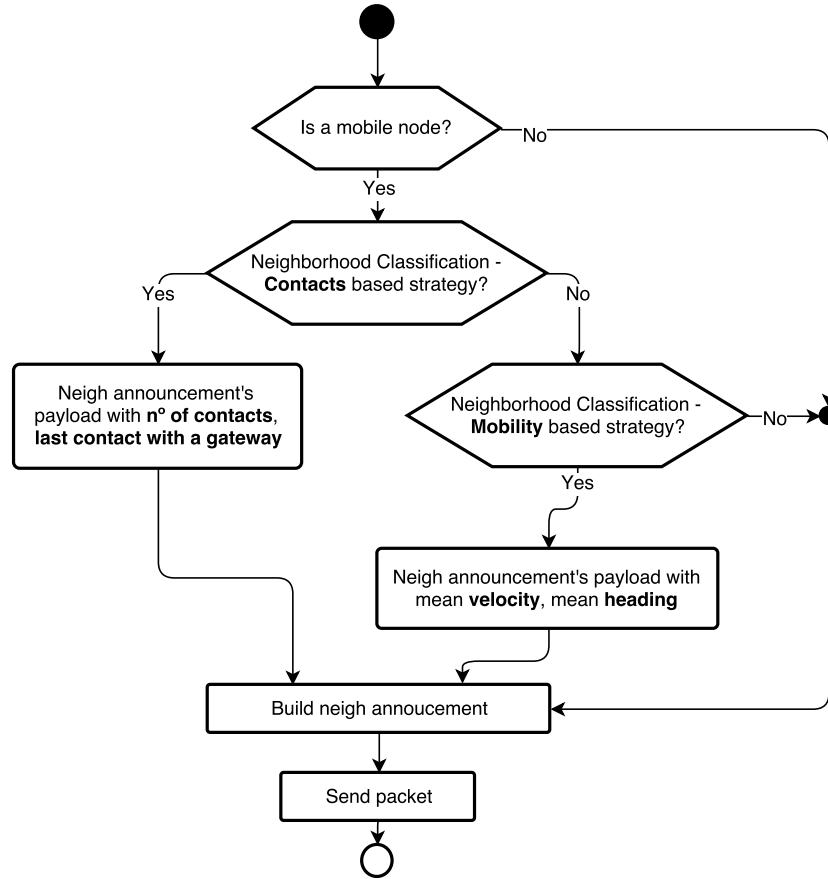 Is a mobile node?
No
Yes
Neighborhood Classification -
Contacts based strategy?
Yes
No
Neigh announcement's
payload with nº of contacts,
last contact with a gateway
Neighborhood Classification -
Mobility based strategy?
No
Yes
Neigh announcement's payload with
mean velocity, mean heading
Build neigh annoucement
Send packet